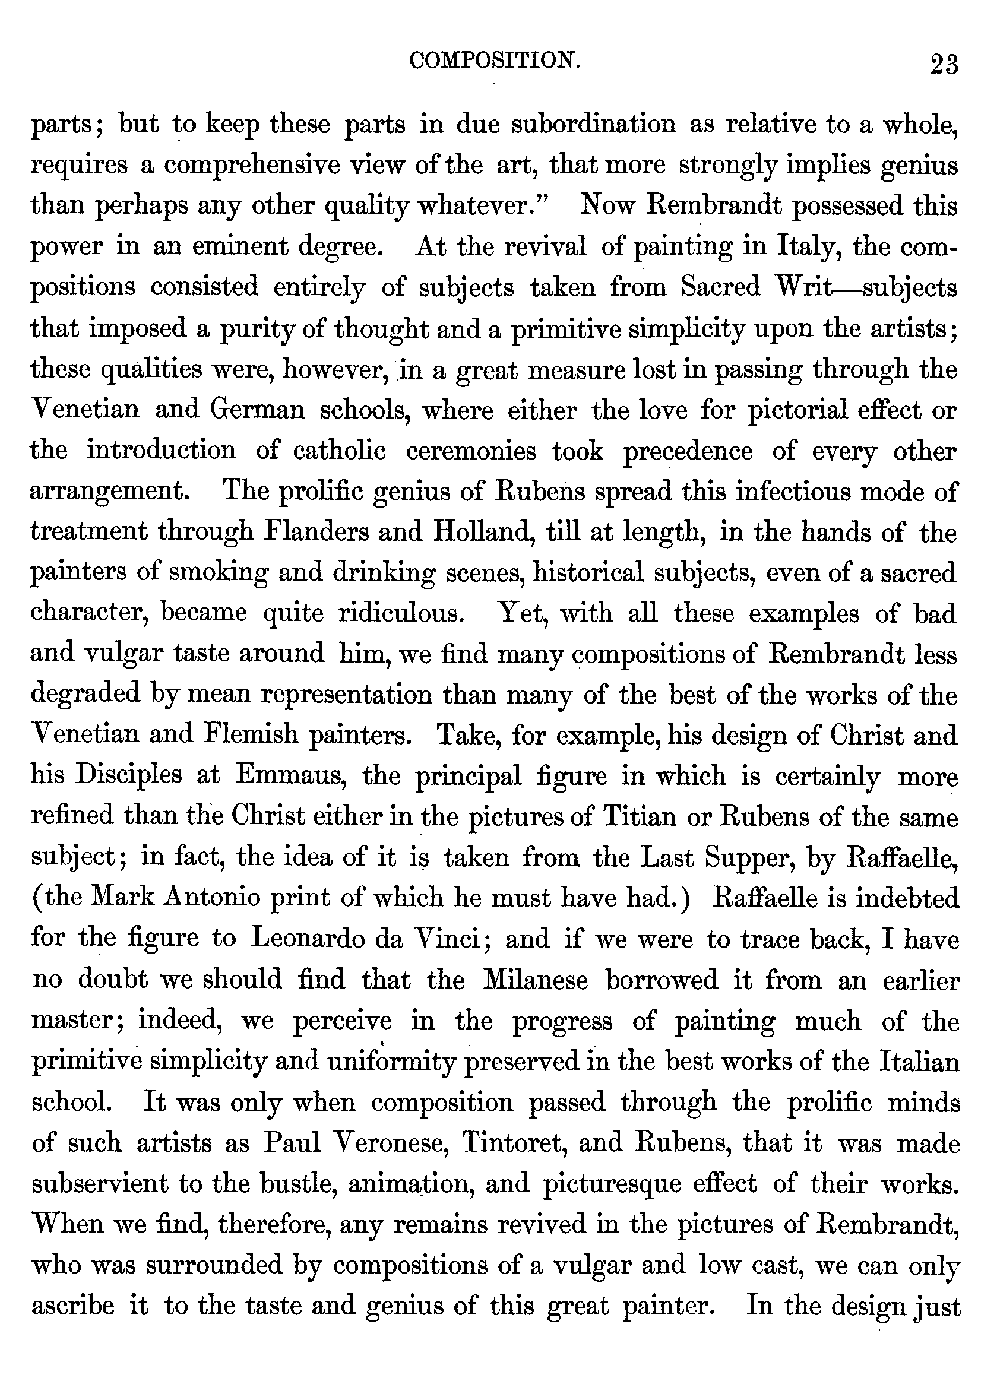 COMPOSITION. 23
parts; but to keep these parts in due subordination as relative to a whole,
requires a comprehensive view of the art, that more strongly implies genius
than perhaps any other quality whatever.” Now Rembrandt possessed this
power in an eminent degree. At the revival of painting in Italy, the com-
positions consisted entirely of subjects taken from Sacred Writ—subjects
that imposed a purity of thought and a primitive simplicity upon the artists;
these qualities were, however, in a great measure lost in passing through the
Venetian and German schools, where either the love for pictorial effect or
the introduction of catholic ceremonies took precedence of every other
arrangement. The prolific genius of Rubens spread this infectious mode of
treatment through Flanders and Holland, till at length, in the hands of the
painters of smoking and drinking scenes, historical subjects, even of a sacred
character, became quite ridiculous. Yet, with all these examples of bad
and vulgar taste around him, we find many compositions of Rembrandt less
degraded by mean representation than many of the best of the works of the
Venetian and Flemish painters. Take, for example, his design of Christ and
his Disciples at Emmaus, the principal figure in which is certainly more
refined than the Christ either in the pictures of Titian or Rubens of the same
subject; in fact, the idea of it is taken from the Last Supper, by Raffaelle,
(the Mark Antonio print of which he must have had.) Raffaelle is indebted
for the figure to Leonardo da Vinci; and if we were to trace back, I have
no doubt we should find that the Milanese borrowed it from an earlier
master; indeed, we perceive in the progress of painting much of the
primitive simplicity and uniformity preserved in the best works of the Italian
school. It was only when composition passed through the prolific minds
of such artists as Paul Veronese, Tintoret, and Rubens, that it was made
subservient to the bustle, animation, and picturesque effect of their works.
When we find, therefore, any remains revived in the pictures of Rembrandt,
who was surrounded by compositions of a vulgar and low cast, we can only
ascribe it to the taste and genius of this great painter. In the design just